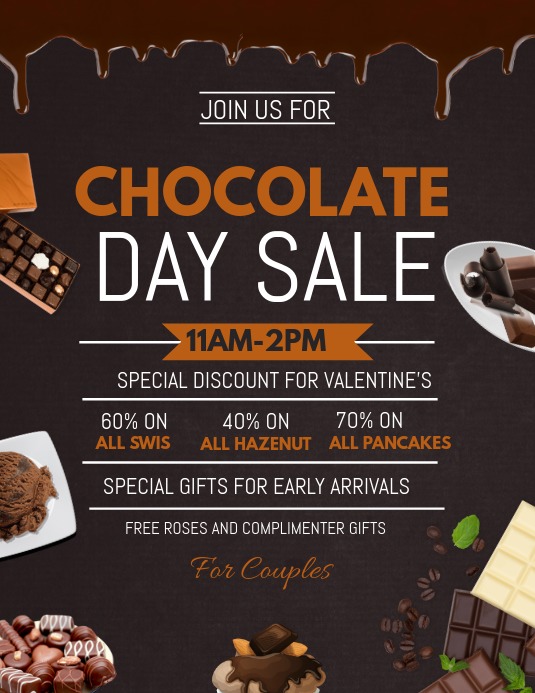 JOIN US FOR
CHOCOLATE
DAY SALE
11AM-2PM
SPECIAL DISCOUNT FOR VALENTINE'S
60% ON 40% ON 70% ON
ALL SWIS ALL HAZENUT ALL PANCAKES
SPECIAL GIFTS FOR EARLY ARRIVALS
FREE ROSES AND COMPLIMENTER GIFTS
For Couples